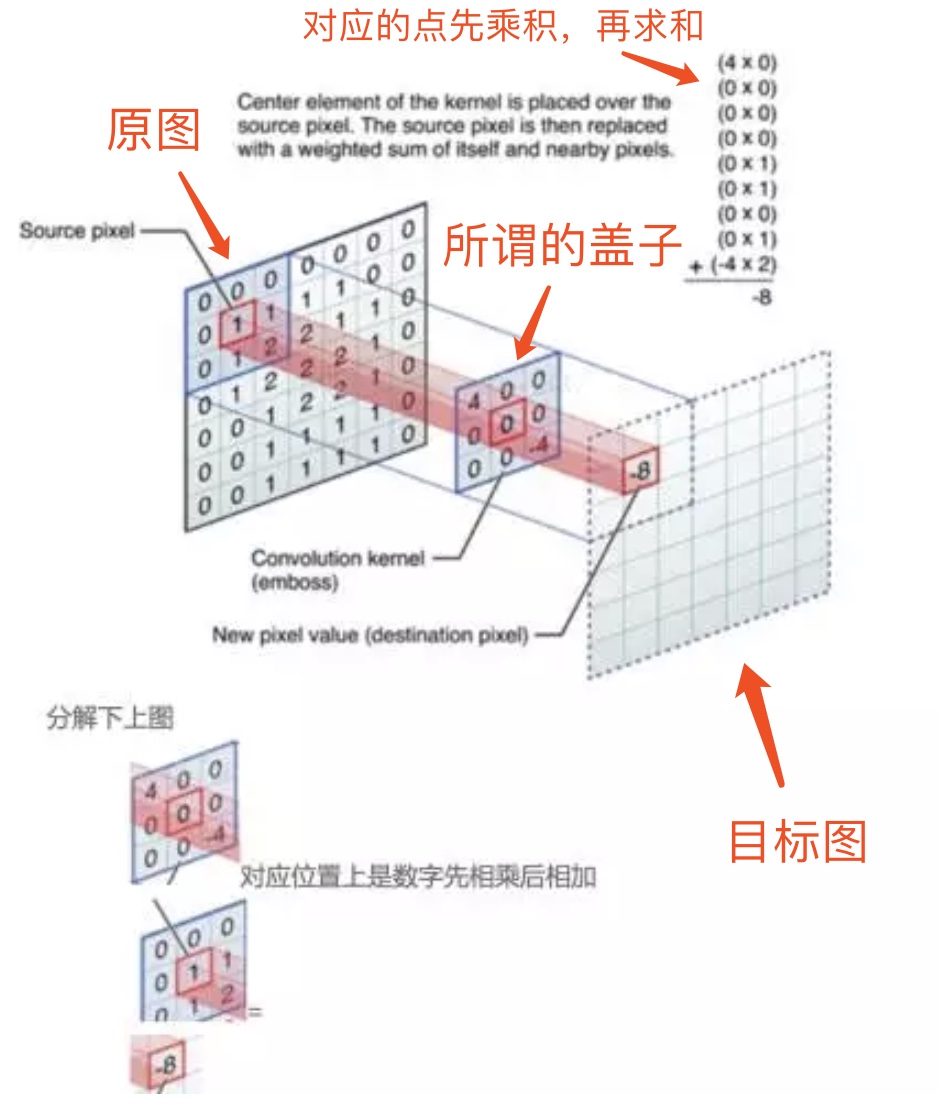 对应的点先乘积，再求和
(4 x 0)
(0 x 0)
(0 x 0)
(0 x 0)
(0 x 1)
(0 x 1)
(0 x 0)
(0 x 1)
+ (-4 x 2)
-8
Center element of the kernel is placed over the
source pixel. The source pixel is then replaced
with a weighted sum of itself and nearby pixels.
原图
Source pixel
所谓的盖子
0 0 0 0 0 0 0
0 1 1 1 1 0 0
0 1 2 2 1 1 0
0 1 2 2 2 1 0
0 0 1 2 2 1 0
0 0 1 1 1 1 0
0 0 1 1 1 1 0
4 0 0
0 0 0
0 0 -4
-8
Convolution kernel
(emboss)
New pixel value (destination pixel)
目标图
分解下上图
4 0 0
0 0 0
0 0 -4
对应位置上是数字先相乘后相加
0 0 0
0 1 1
0 1 2
=
-8